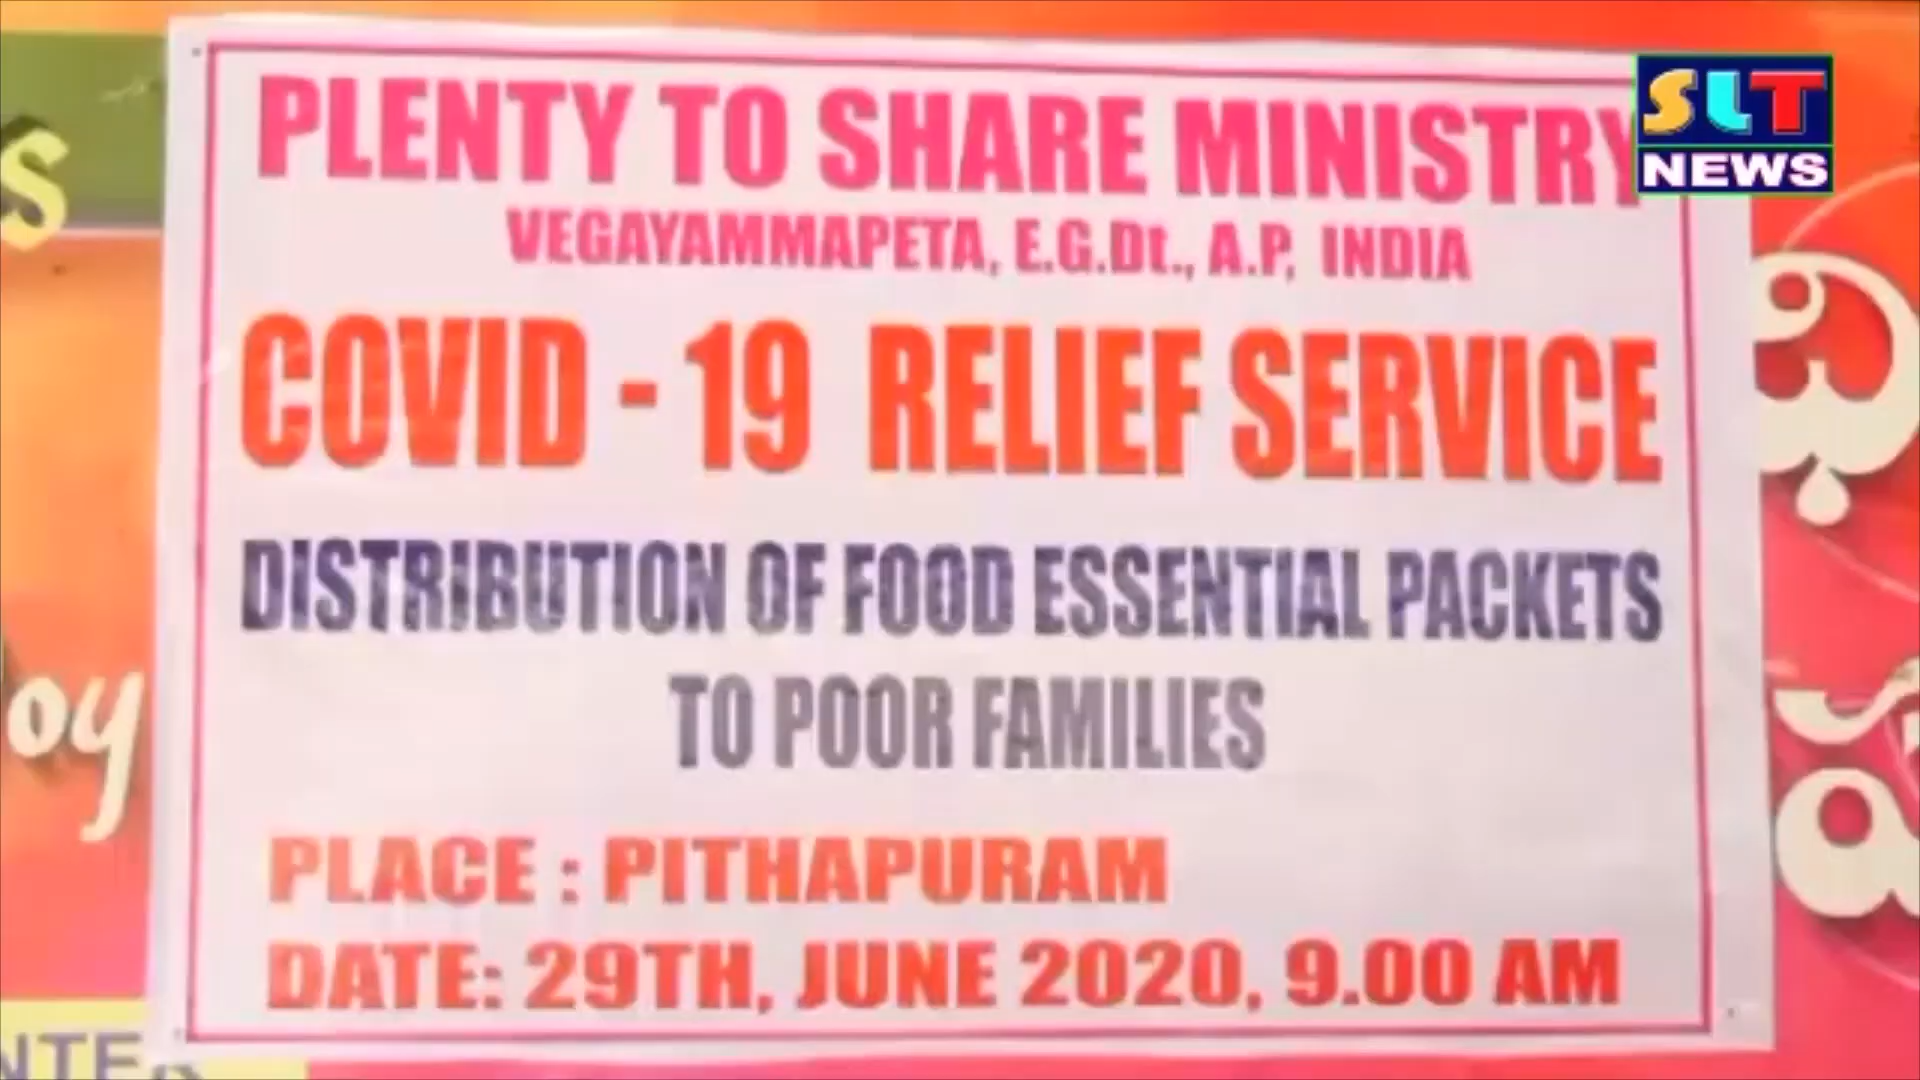 PLENTY TO SHARE MINISTRY
SLT
NEWS
VEGAYAMMAPETA, E.G.Dt., A.P, INDIA
COVID - 19 RELIEF SERVICE
DISTRIBUTION OF FOOD ESSENTIAL PACKETS
TO POOR FAMILIES
PLACE : PITHAPURAM
DATE: 29TH, JUNE 2020, 9.00 AM